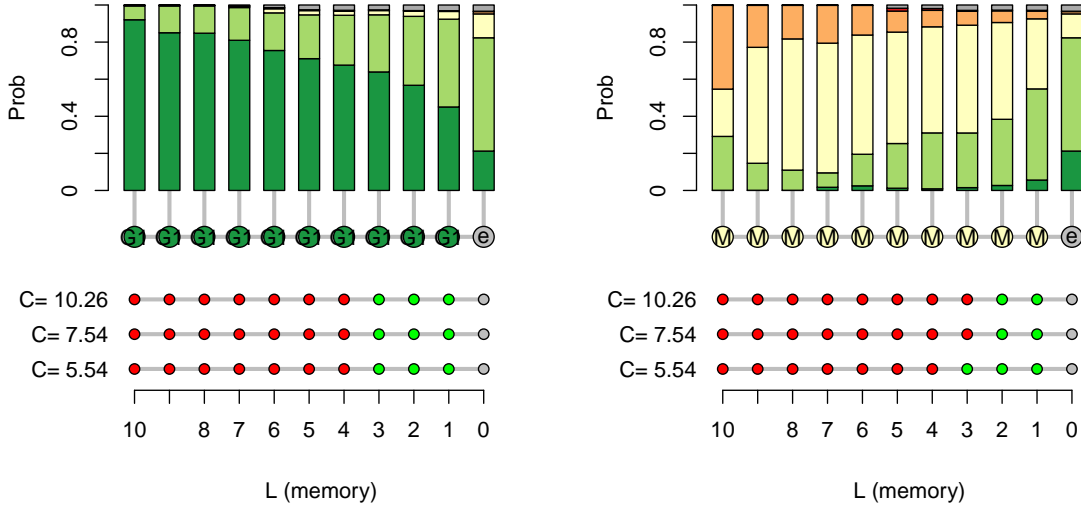 Prob
0.8
0.4
0
G1 G1 G1 G1 G1 G1 G1 G1 G1 G1 e
C= 10.26
C= 7.54
C= 5.54
10 8 7 6 5 4 3 2 1 0
L (memory)
Prob
0.8
0.4
0
M M M M M M M M M M e
C= 10.26
C= 7.54
C= 5.54
10 8 7 6 5 4 3 2 1 0
L (memory)